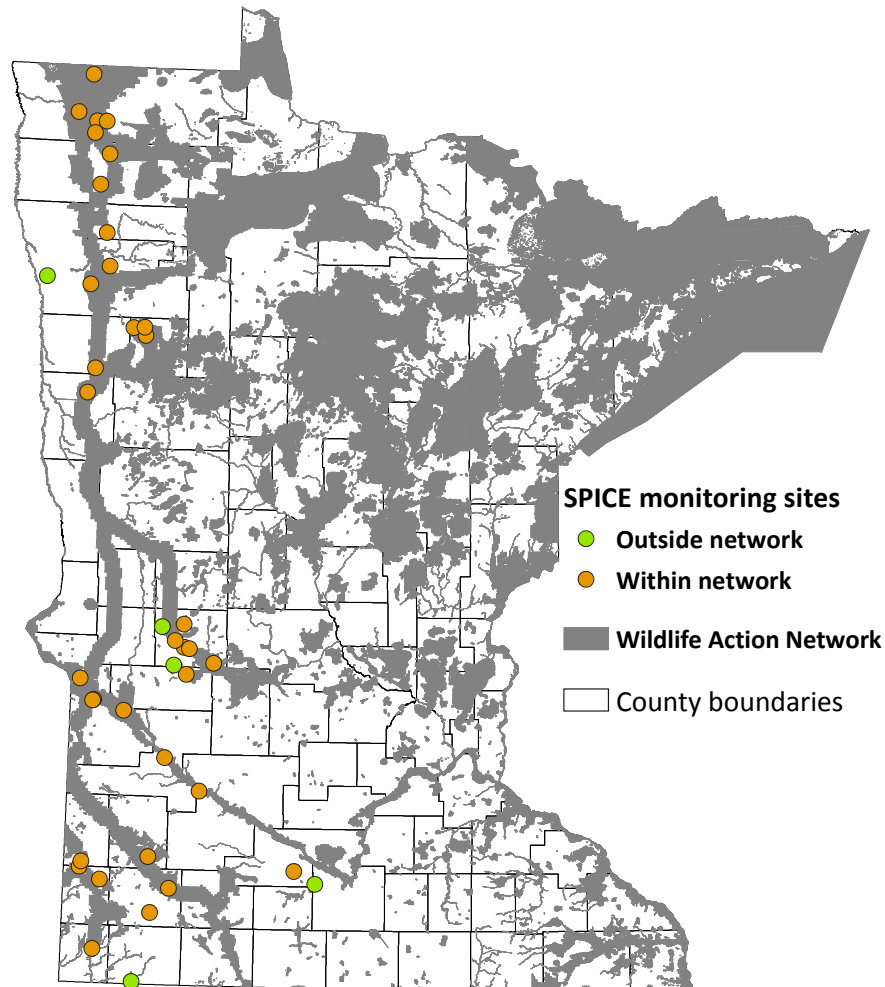 SPICE monitoring sites
Outside network
Within network
Wildlife Action Network
County boundaries